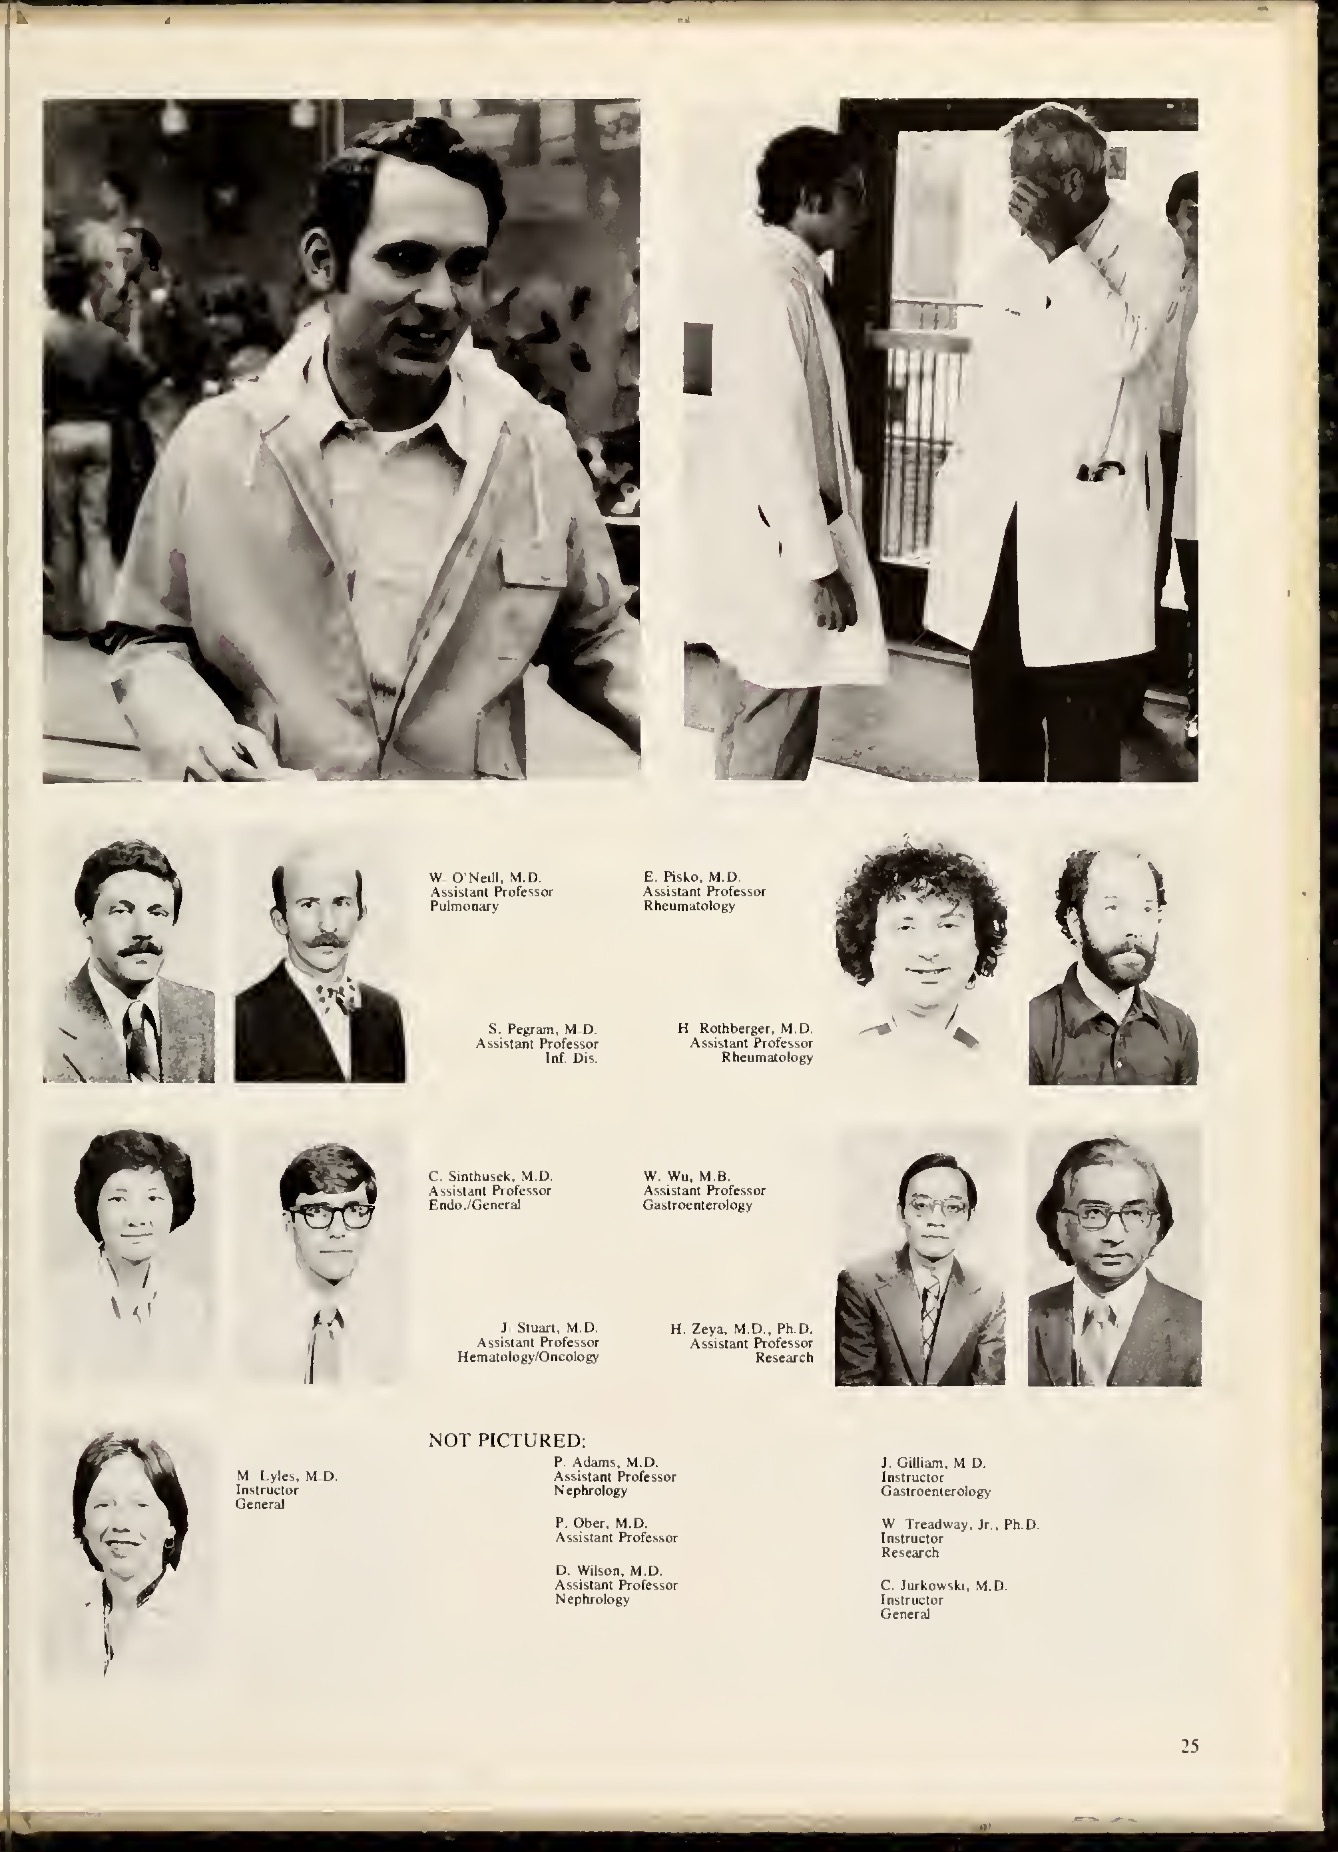 W. O'Neill, M.D.
Assistant Professor
Pulmonary
E. Pisko, M.D.
Assistant Professor
Rheumatology
S. Pegram, M.D.
Assistant Professor
Inf. Dis.
H. Rothberger, M.D.
Assistant Professor
Rheumatology
C. Sinthusek, M.D.
Assistant Professor
Endo./General
W. Wu, M.B.
Assistant Professor
Gastroenterology
J. Stuart, M.D.
Assistant Professor
Hematology/Oncology
H. Zeya, M.D., Ph.D.
Assistant Professor
Research
M. Lyles, M.D.
Instructor
General
NOT PICTURED:
P. Adams, M.D.
Assistant Professor
Nephrology
P. Ober, M.D.
Assistant Professor
D. Wilson, M.D.
Assistant Professor
Nephrology
J. Gilliam, M.D.
Instructor
Gastroenterology
W. Treadway, Jr., Ph.D.
Instructor
Research
C. Jurkowski, M.D.
Instructor
General
25